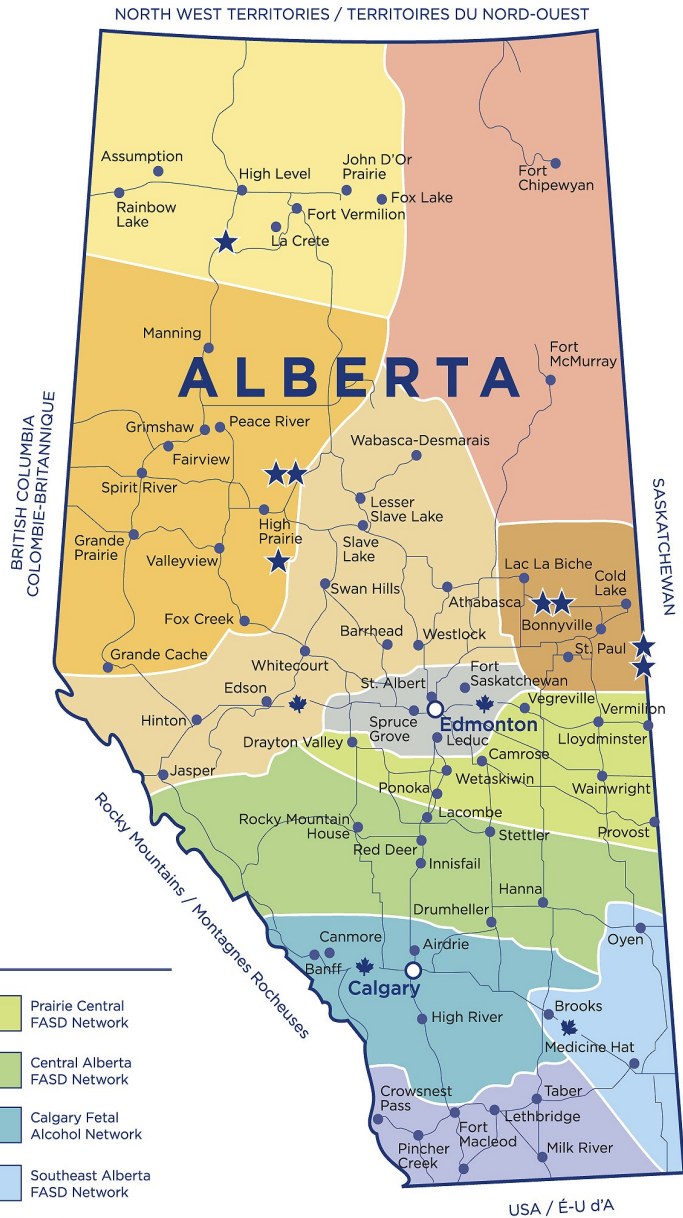 NORTH WEST TERRITORIES / TERRITOIRES DU NORD-OUEST
Assumption
High Level
John D'Or
Prairie
Fort
Chipewyan
Rainbow
Lake
Fox Lake
Fort Vermilion
La Crete
Manning
Fort
McMurray
ALBERTA
BRITISH COLUMBIA
COLOMBIE-BRITANNIQUE
Grimshaw
Peace River
Fairview
Wabasca-Desmarais
Spirit River
SASKATCHEWAN
Lesser
Slave Lake
High
Prairie
Grande
Prairie
Slave
Lake
Valleyview
Lac La Biche
Cold
Lake
Swan Hills
Athabasca
Bonnyville
Fox Creek
Barrhead
Westlock
St. Paul
Grande Cache
Whitecourt
Fort
Saskatchewan
St. Albert
Edson
Vegreville
Vermilion
Hinton
Spruce
Grove
Edmonton
Lloydminster
Drayton Valley
Leduc
Camrose
Jasper
Wetaskiwin
Wainwright
Ponoka
Rocky Mountains / Montagnes Rocheuses
Rocky Mountain
House
Lacombe
Stettler
Provost
Red Deer
Innisfail
Hanna
Drumheller
Oyen
Canmore
Airdrie
Banff
Calgary
Brooks
High River
Medicine Hat
Crowsnest
Pass
Taber
Lethbridge
Fort
Macleod
Pincher
Creek
Milk River
USA / É-U d'A
Prairie Central
FASD Network
Central Alberta
FASD Network
Calgary Fetal
Alcohol Network
Southeast Alberta
FASD Network